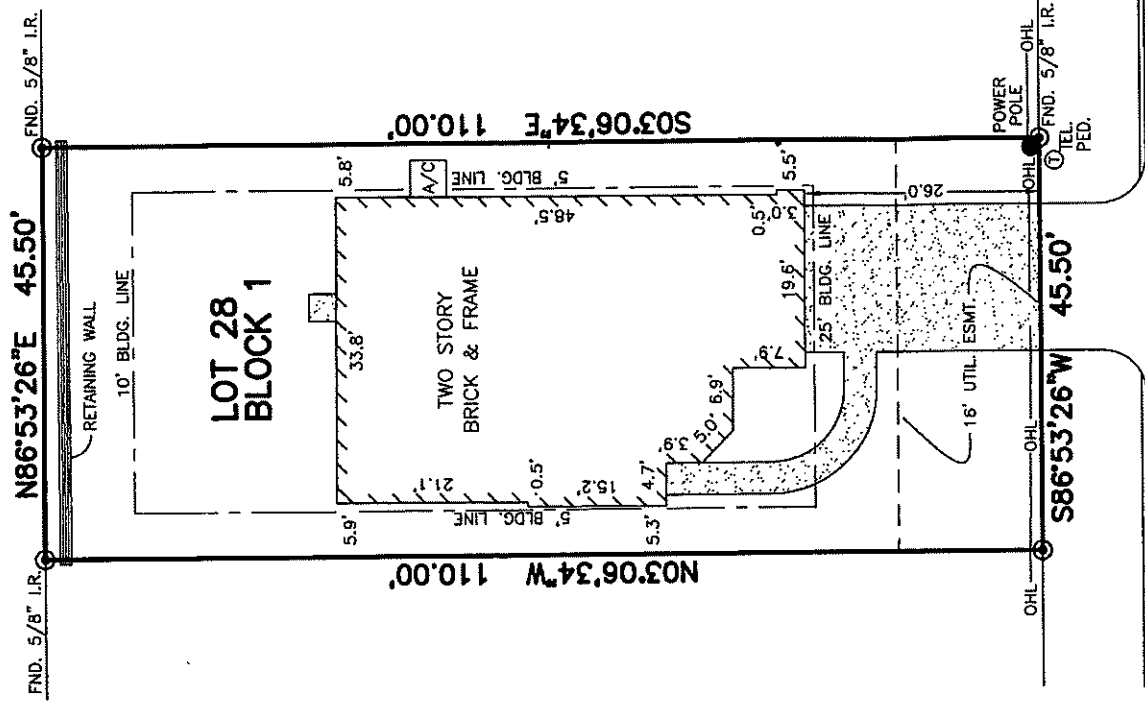 FND. 5/8" I.R.
N86°53'26"E 45.50'
FND. 5/8" I.R.
RETAINING WALL
10' BLDG. LINE
LOT 28
BLOCK 1
5.9'
33.8'
5.8'
A/C
5' BLDG. LINE
S03°06'34"E 110.00'
48.5'
21.1'
TWO STORY
BRICK & FRAME
0.5'
15.2'
5' BLDG. LINE
N03°06'34"W 110.00'
5.3'
4.7'
3.9'
5.0'
6.9'
7.9'
19.6'
0.5'
3.0'
5.5'
25' BLDG. LINE
26.0'
16' UTIL. ESMT.
POWER
POLE
OHL
OHL
OHL
OHL
FND. 5/8" I.R.
T TEL.
PED.
S86°53'26"W 45.50'